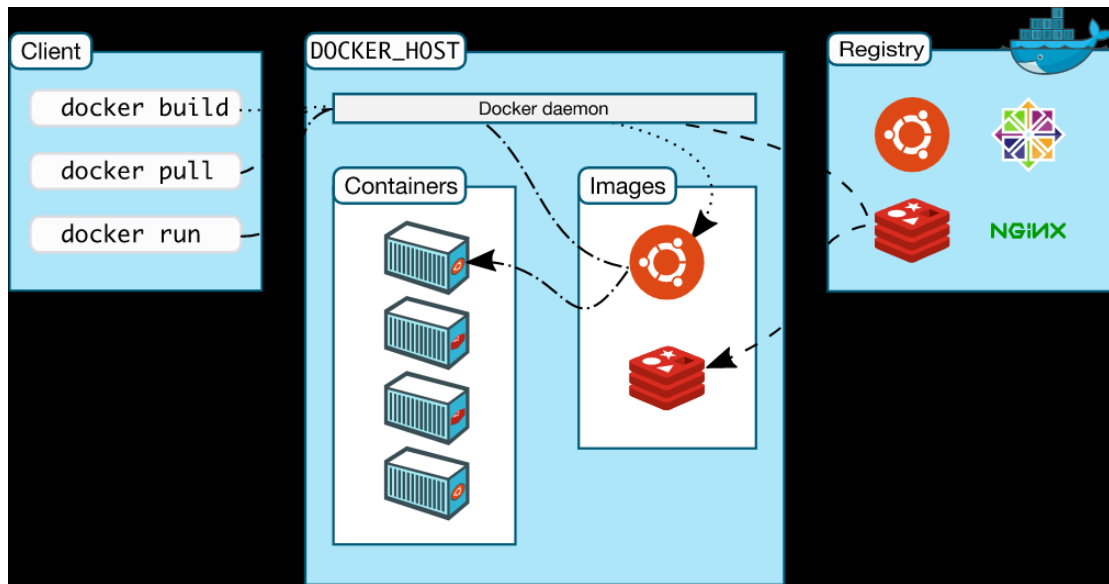 Client
docker build
docker pull
docker run
DOCKER_HOST
Docker daemon
Containers
Images
Registry
NGINX